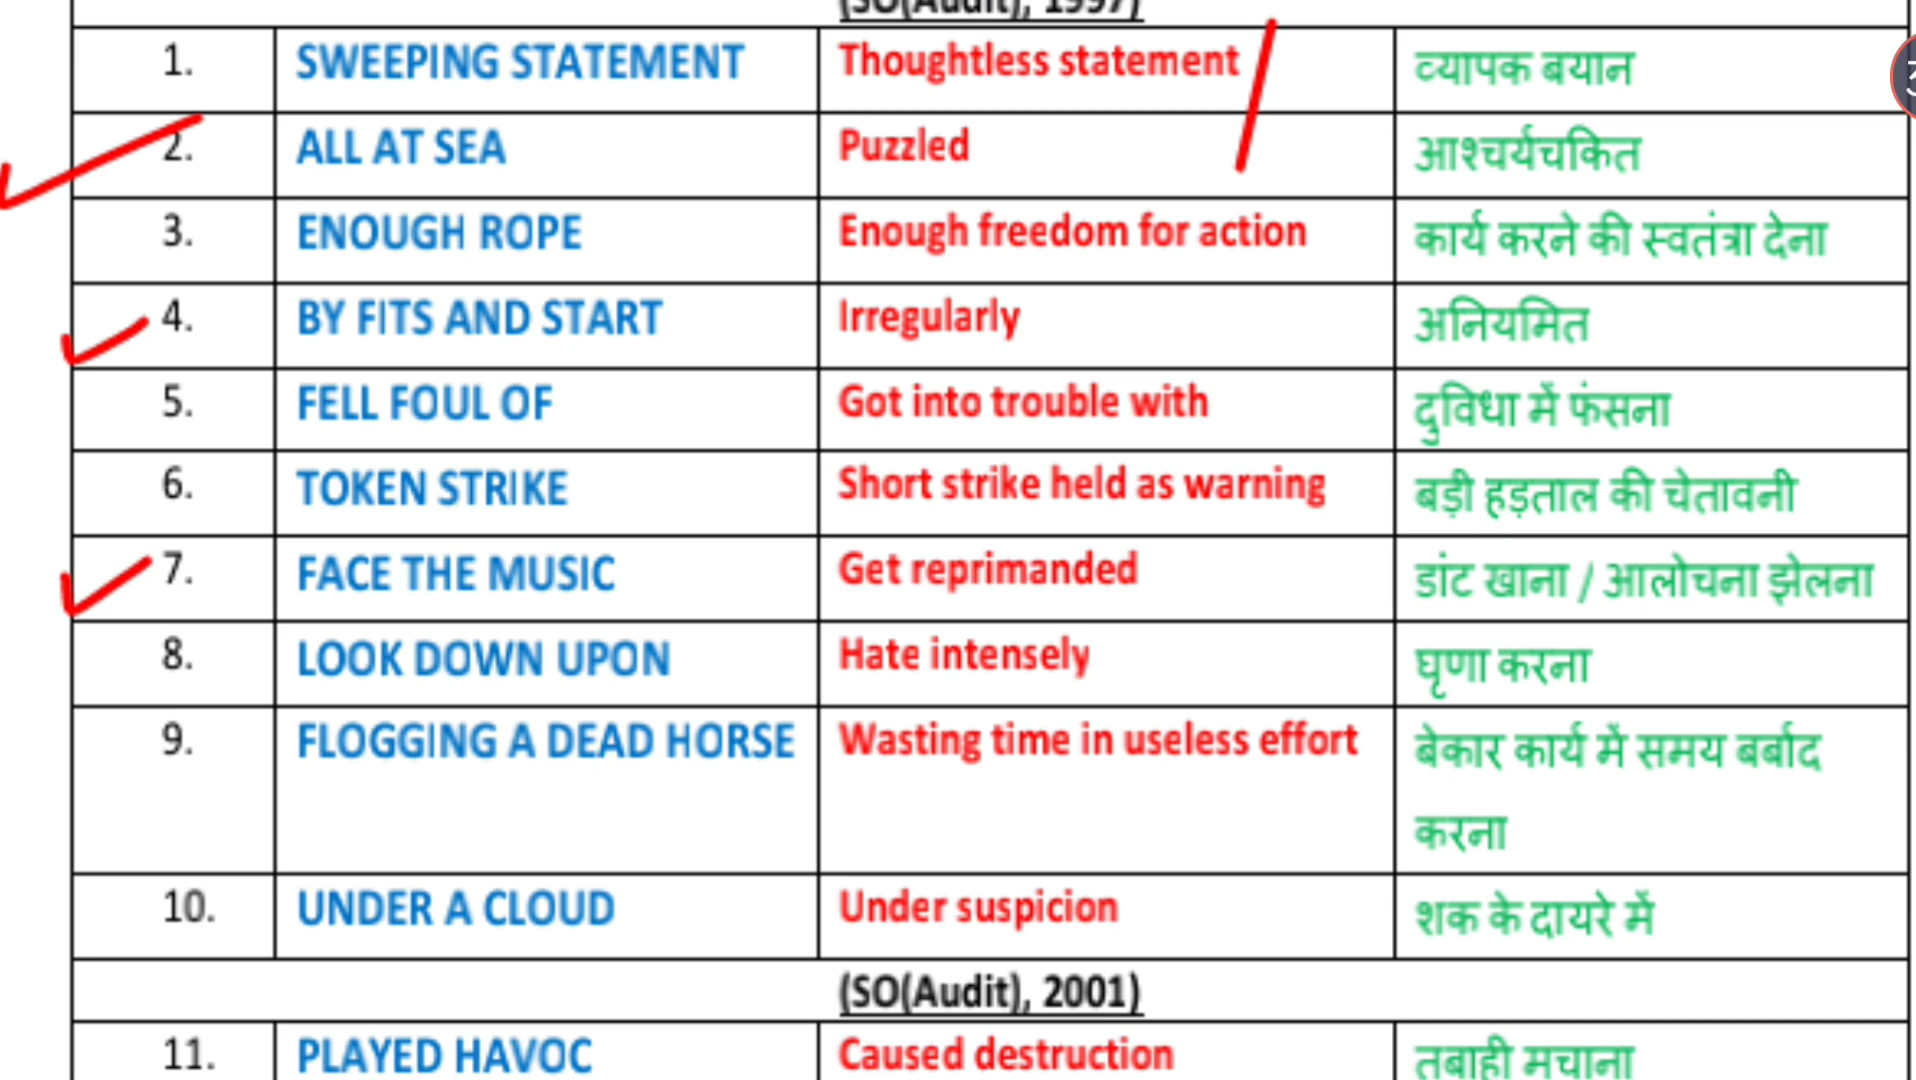 (SO(Audit), 1997)
1. SWEEPING STATEMENT Thoughtless statement व्यापक बयान
2. ALL AT SEA Puzzled आश्चर्यचकित
3. ENOUGH ROPE Enough freedom for action कार्य करने की स्वतंत्रा देना
4. BY FITS AND START Irregularly अनियमित
5. FELL FOUL OF Got into trouble with दुविधा में फंसना
6. TOKEN STRIKE Short strike held as warning बड़ी हड़ताल की चेतावनी
7. FACE THE MUSIC Get reprimanded डांट खाना / आलोचना झेलना
8. LOOK DOWN UPON Hate intensely घृणा करना
9. FLOGGING A DEAD HORSE Wasting time in useless effort बेकार कार्य में समय बर्बाद
करना
10. UNDER A CLOUD Under suspicion शक के दायरे में
(SO(Audit), 2001)
11. PLAYED HAVOC Caused destruction तबाही मचाना